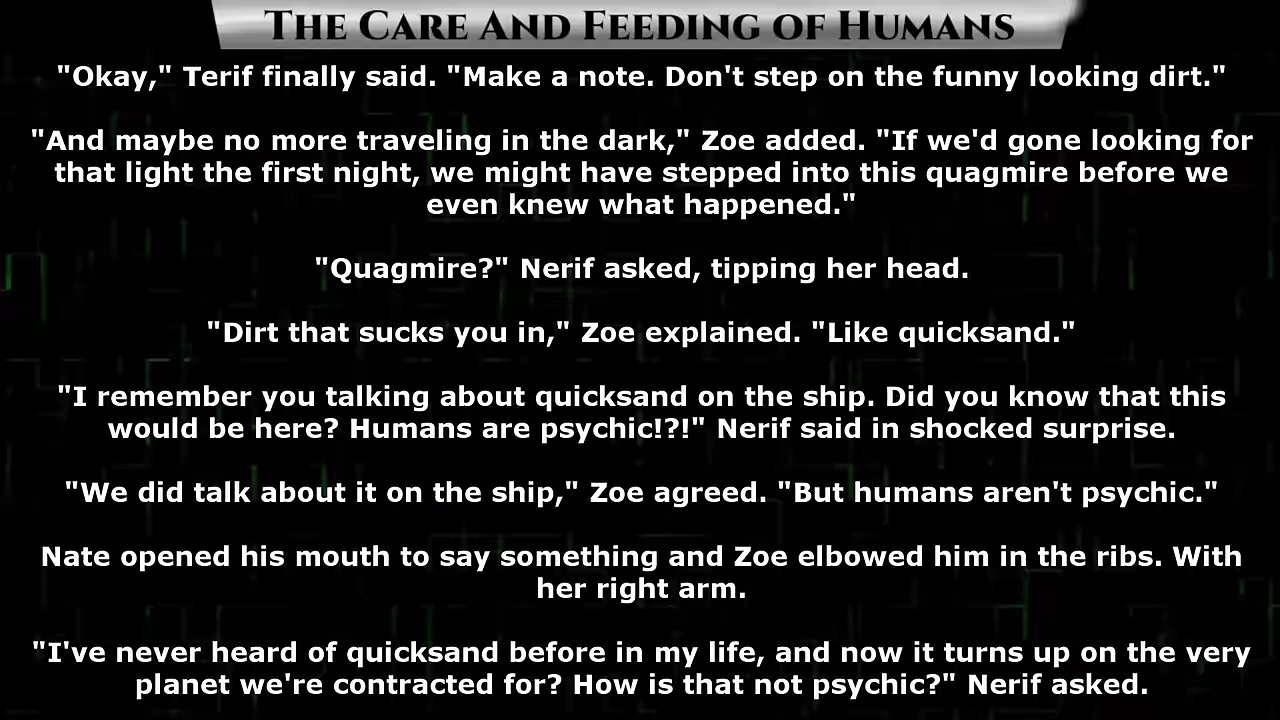 The Care And Feeding of Humans
"Okay," Terif finally said. "Make a note. Don't step on the funny looking dirt."
"And maybe no more traveling in the dark," Zoe added. "If we'd gone looking for
that light the first night, we might have stepped into this quagmire before we
even knew what happened."
"Quagmire?" Nerif asked, tipping her head.
"Dirt that sucks you in," Zoe explained. "Like quicksand."
"I remember you talking about quicksand on the ship. Did you know that this
would be here? Humans are psychic!?!" Nerif said in shocked surprise.
"We did talk about it on the ship," Zoe agreed. "But humans aren't psychic."
Nate opened his mouth to say something and Zoe elbowed him in the ribs. With
her right arm.
"I've never heard of quicksand before in my life, and now it turns up on the very
planet we're contracted for? How is that not psychic?" Nerif asked.